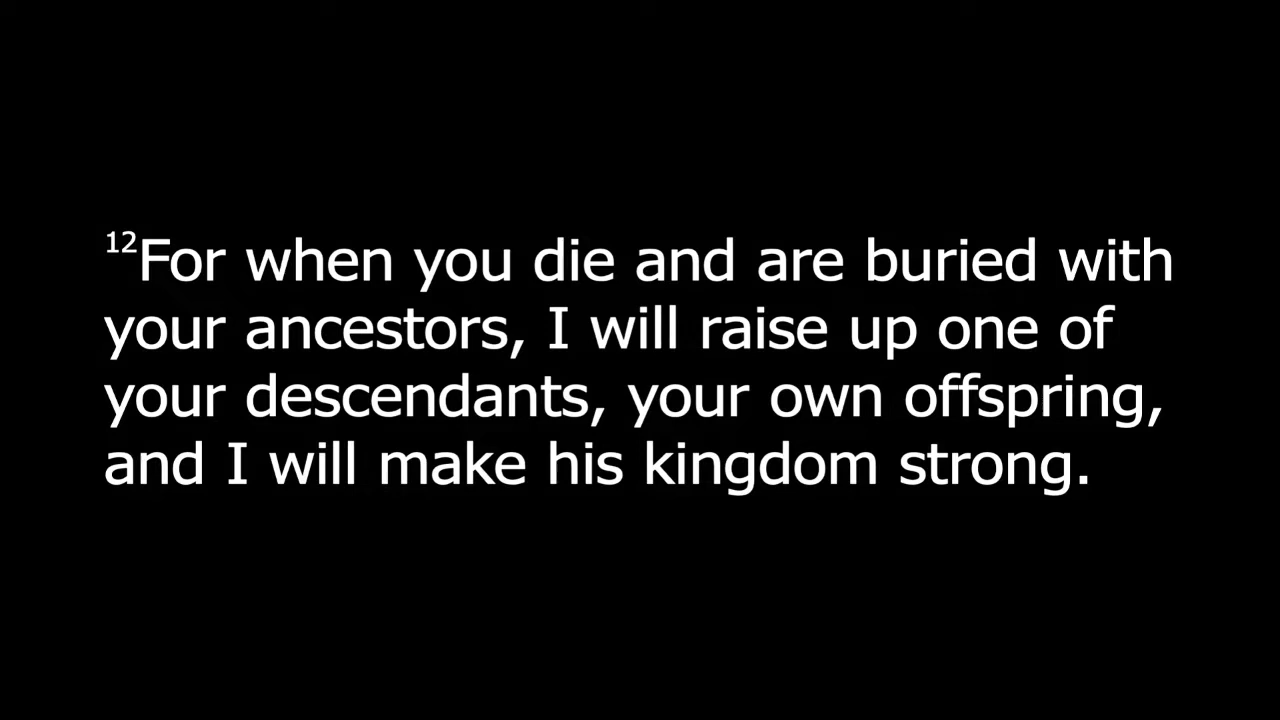 12For when you die and are buried with
your ancestors, I will raise up one of
your descendants, your own offspring,
and I will make his kingdom strong.